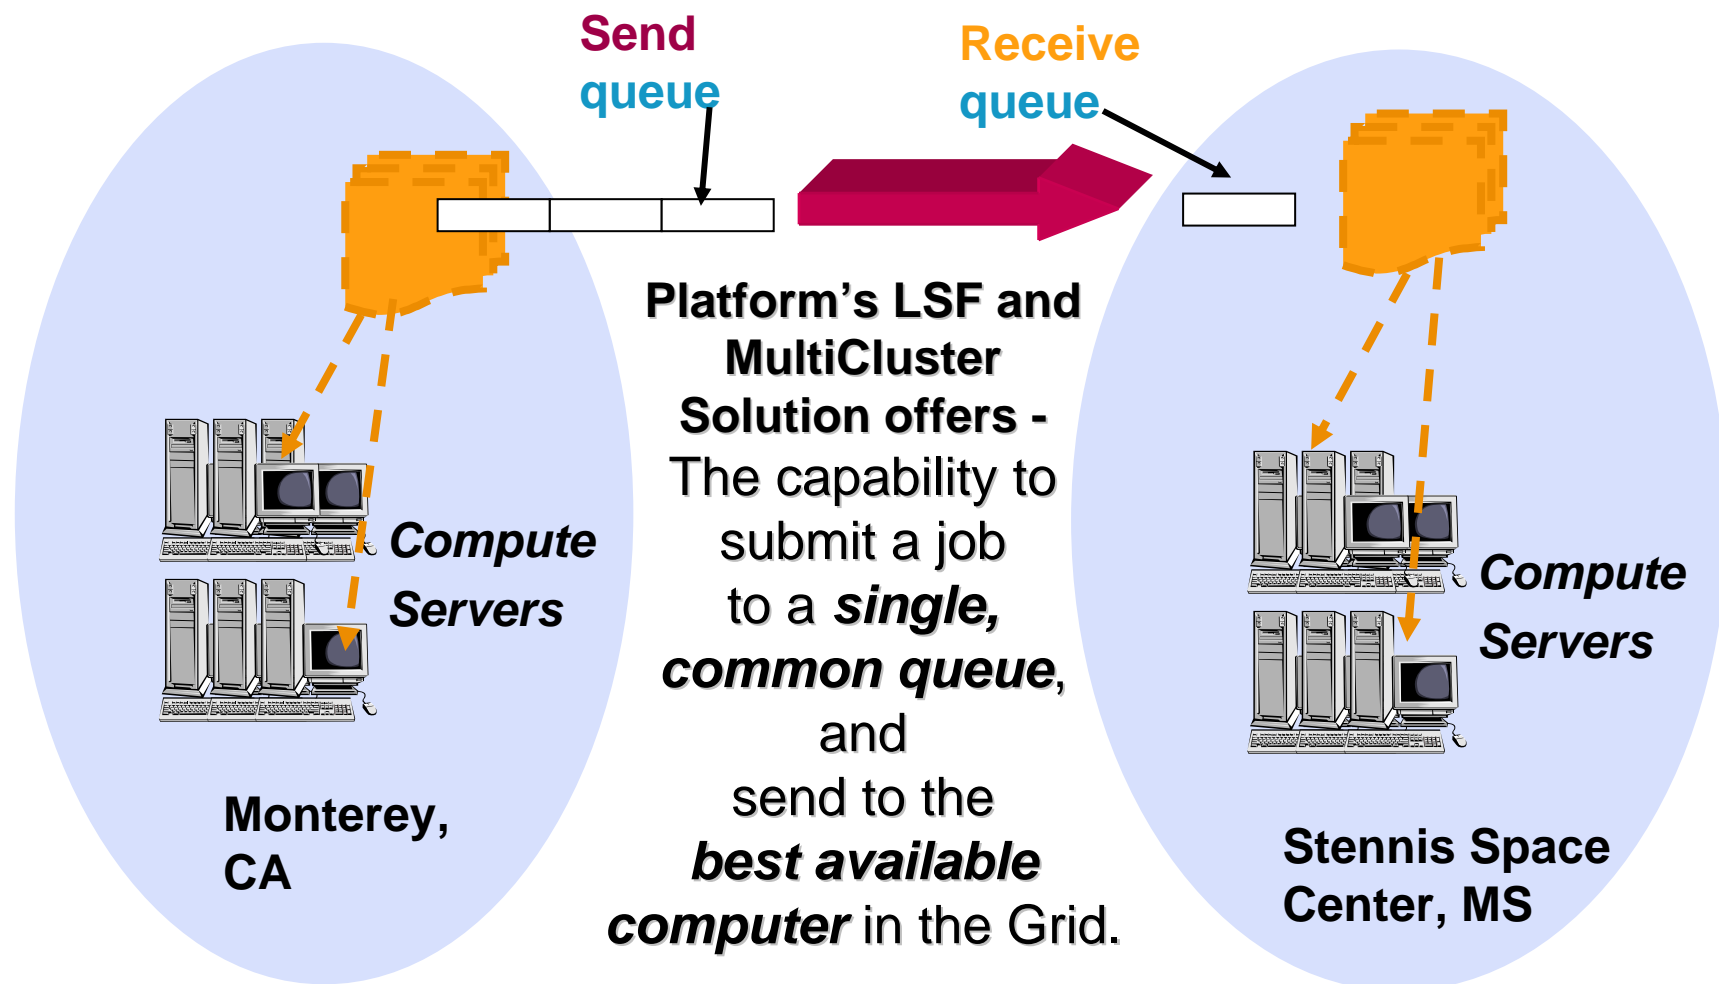 Send
queue
Receive
queue
Platform’s LSF and
MultiCluster
Solution offers -
The capability to
submit a job
to a single,
common queue,
and
send to the
best available
computer in the Grid.
Compute
Servers
Monterey,
CA
Compute
Servers
Stennis Space
Center, MS